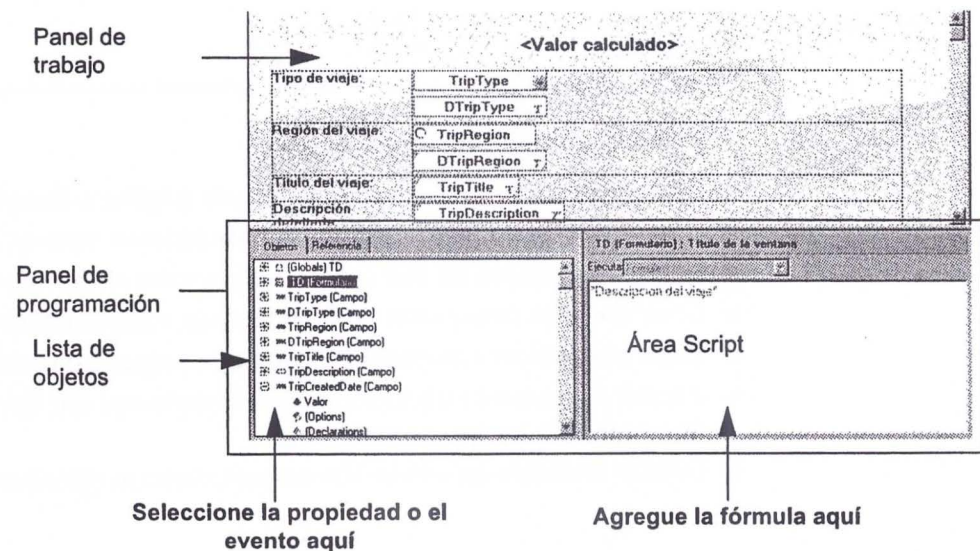 Panel de
trabajo
<Valor calculado>
Tipo de viaje:
TripType
DTripType
Región del viaje:
TripRegion
DTripRegion
Título del viaje:
TripTitle
Descripción
TripDescription
Panel de
programación
Objetos Referencia
(Globals) TD
TD (Formulario)
TripType (Campo)
DTripType (Campo)
TripRegion (Campo)
DTripRegion (Campo)
TripTitle (Campo)
TripDescription (Campo)
TripCreatedDate (Campo)
Valor
(Options)
(Declarations)
TD (Formulario) : Título de la ventana
Ejecuta
"Descripción del viaje"
Área Script
Lista de
objetos
Seleccione la propiedad o el
evento aquí
Agregue la fórmula aquí